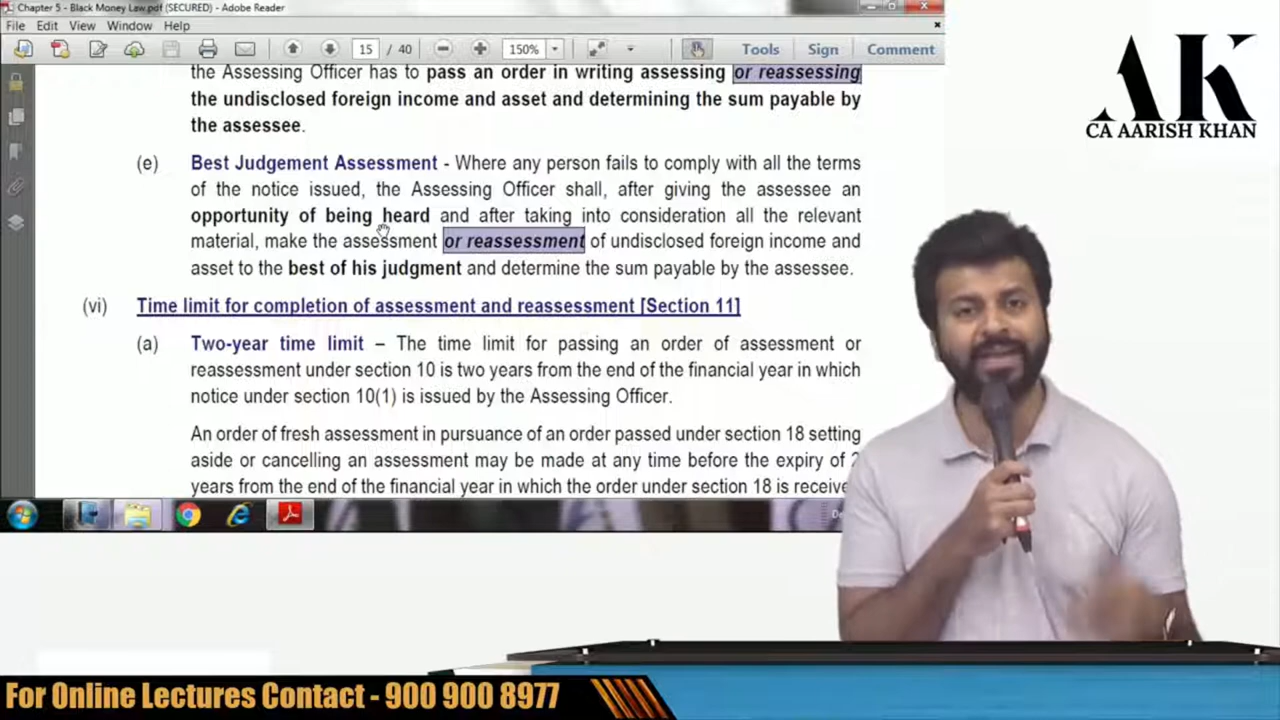 Chapter 5 - Black Money Law.pdf (SECURED) - Adobe Reader
File Edit View Window Help
15 / 40 150% Tools Sign Comment
the Assessing Officer has to pass an order in writing assessing or reassessing
the undisclosed foreign income and asset and determining the sum payable by
the assessee.
(e) Best Judgement Assessment - Where any person fails to comply with all the terms
of the notice issued, the Assessing Officer shall, after giving the assessee an
opportunity of being heard and after taking into consideration all the relevant
material, make the assessment or reassessment of undisclosed foreign income and
asset to the best of his judgment and determine the sum payable by the assessee.
(vi) Time limit for completion of assessment and reassessment [Section 11]
(a) Two-year time limit – The time limit for passing an order of assessment or
reassessment under section 10 is two years from the end of the financial year in which
notice under section 10(1) is issued by the Assessing Officer.
An order of fresh assessment in pursuance of an order passed under section 18 setting
aside or cancelling an assessment may be made at any time before the expiry of 2
years from the end of the financial year in which the order under section 18 is receive
AK
CA AARISH KHAN
For Online Lectures Contact - 900 900 8977